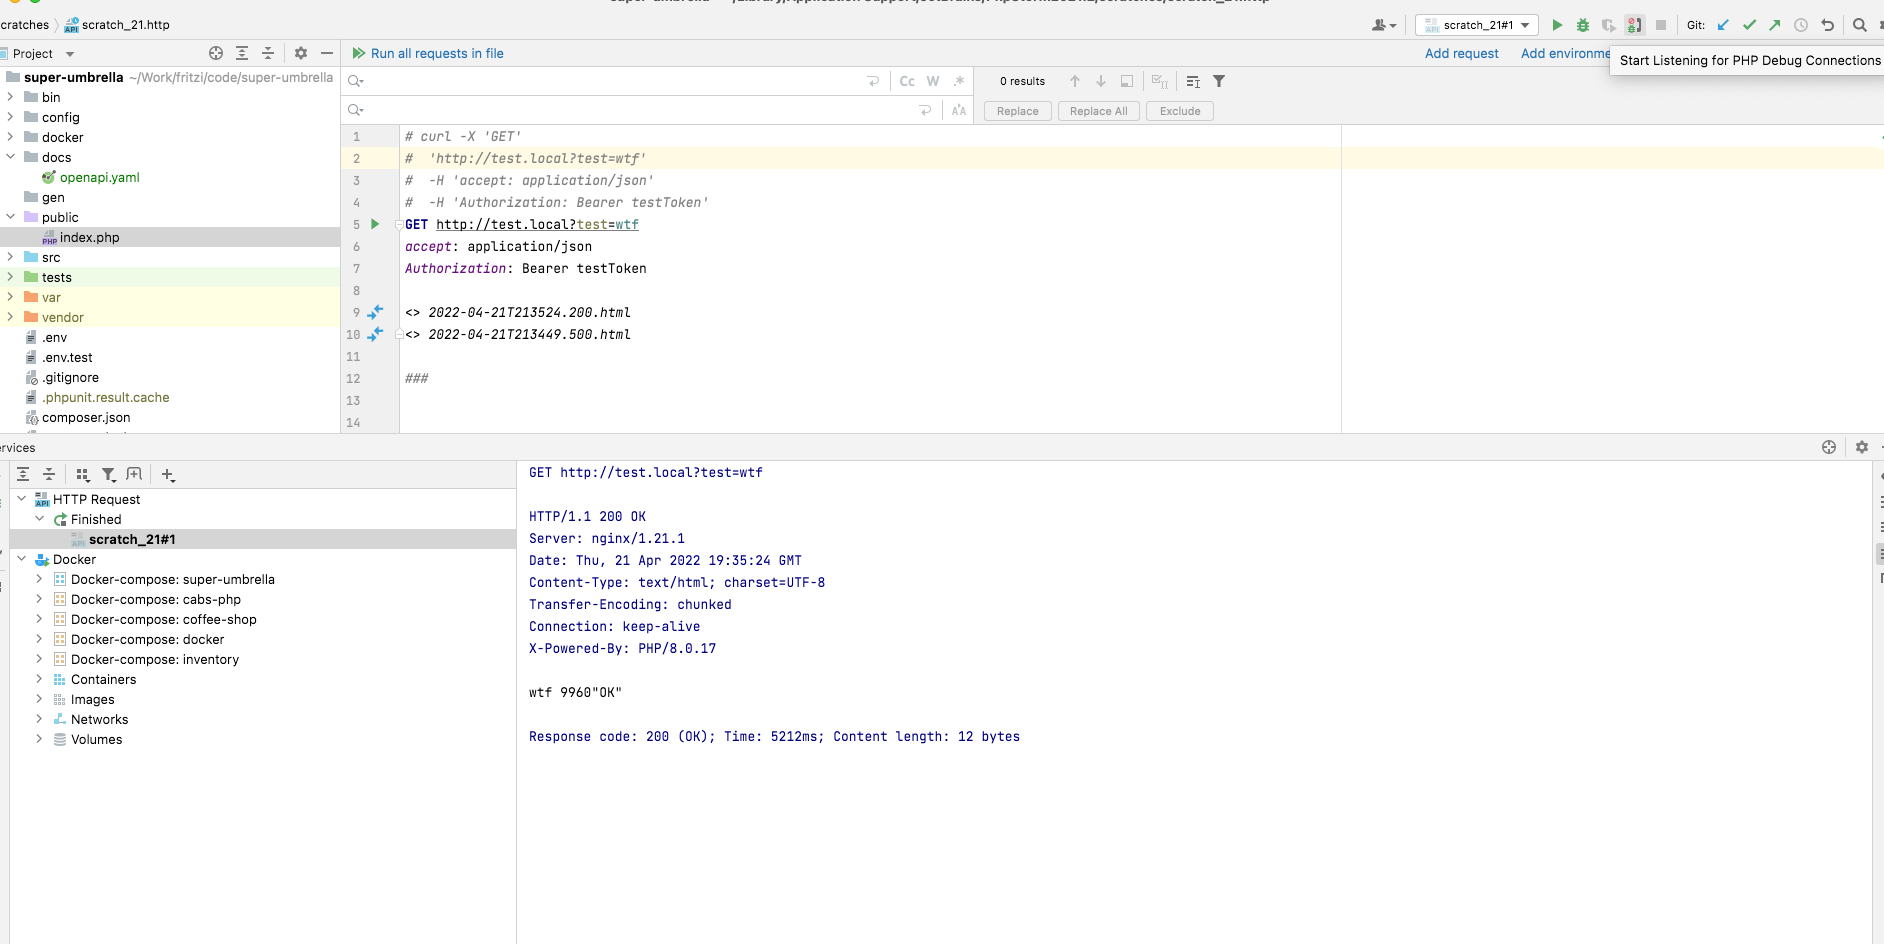 cratches
scratch_21.http
scratch_21#1
Git:
Project
Run all requests in file
Add request
Add environme
Start Listening for PHP Debug Connections
super-umbrella ~/Work/fritzi/code/super-umbrella
bin
config
docker
docs
openapi.yaml
gen
public
index.php
src
tests
var
vendor
.env
.env.test
.gitignore
.phpunit.result.cache
composer.json
Cc W .*
0 results
Replace
Replace All
Exclude
1 # curl -X 'GET'
2 #  'http://test.local?test=wtf'
3 #  -H 'accept: application/json'
4 #  -H 'Authorization: Bearer testToken'
5 GET http://test.local?test=wtf
6 accept: application/json
7 Authorization: Bearer testToken
8
9 <> 2022-04-21T213524.200.html
10 <> 2022-04-21T213449.500.html
11
12 ###
13
14
ervices
HTTP Request
Finished
scratch_21#1
Docker
Docker-compose: super-umbrella
Docker-compose: cabs-php
Docker-compose: coffee-shop
Docker-compose: docker
Docker-compose: inventory
Containers
Images
Networks
Volumes
GET http://test.local?test=wtf
HTTP/1.1 200 OK
Server: nginx/1.21.1
Date: Thu, 21 Apr 2022 19:35:24 GMT
Content-Type: text/html; charset=UTF-8
Transfer-Encoding: chunked
Connection: keep-alive
X-Powered-By: PHP/8.0.17
wtf 9960"OK"
Response code: 200 (OK); Time: 5212ms; Content length: 12 bytes